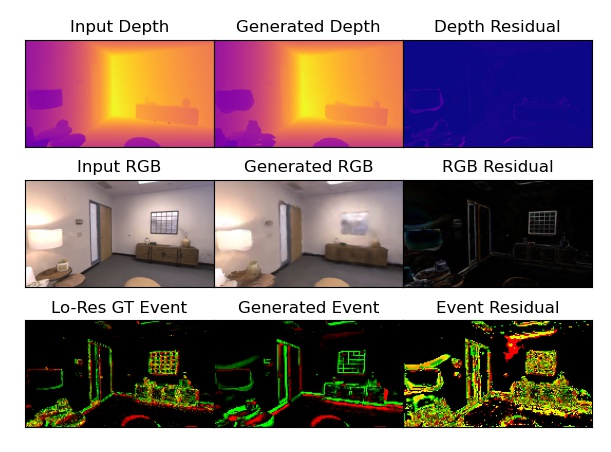 Input Depth
Generated Depth
Depth Residual
Input RGB
Generated RGB
RGB Residual
Lo-Res GT Event
Generated Event
Event Residual